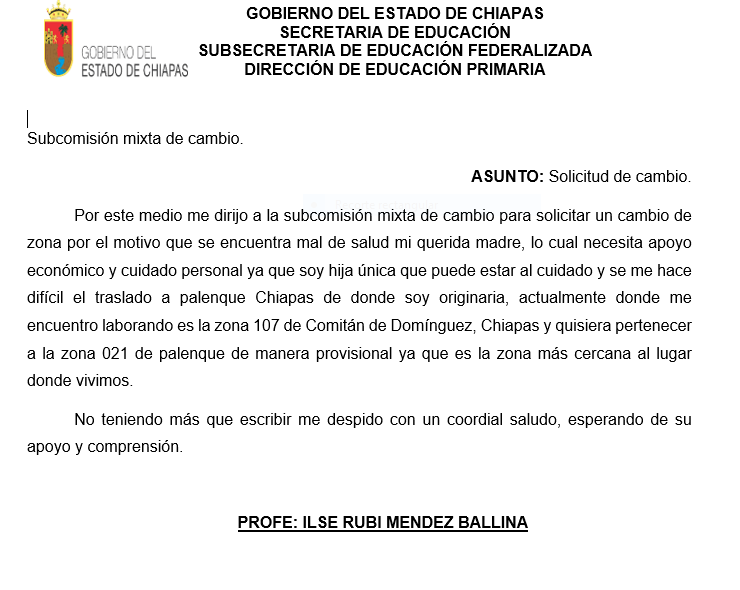 GOBIERNO DEL ESTADO DE CHIAPAS
SECRETARIA DE EDUCACIÓN
SUBSECRETARIA DE EDUCACIÓN FEDERALIZADA
DIRECCIÓN DE EDUCACIÓN PRIMARIA
GOBIERNO DEL
ESTADO DE CHIAPAS
Subcomisión mixta de cambio.
ASUNTO: Solicitud de cambio.
Por este medio me dirijo a la subcomisión mixta de cambio para solicitar un cambio de
zona por el motivo que se encuentra mal de salud mi querida madre, lo cual necesita apoyo
económico y cuidado personal ya que soy hija única que puede estar al cuidado y se me hace
difícil el traslado a palenque Chiapas de donde soy originaria, actualmente donde me
encuentro laborando es la zona 107 de Comitán de Domínguez, Chiapas y quisiera pertenecer
a la zona 021 de palenque de manera provisional ya que es la zona más cercana al lugar
donde vivimos.
No teniendo más que escribir me despido con un coordial saludo, esperando de su
apoyo y comprensión.
PROFE: ILSE RUBI MENDEZ BALLINA